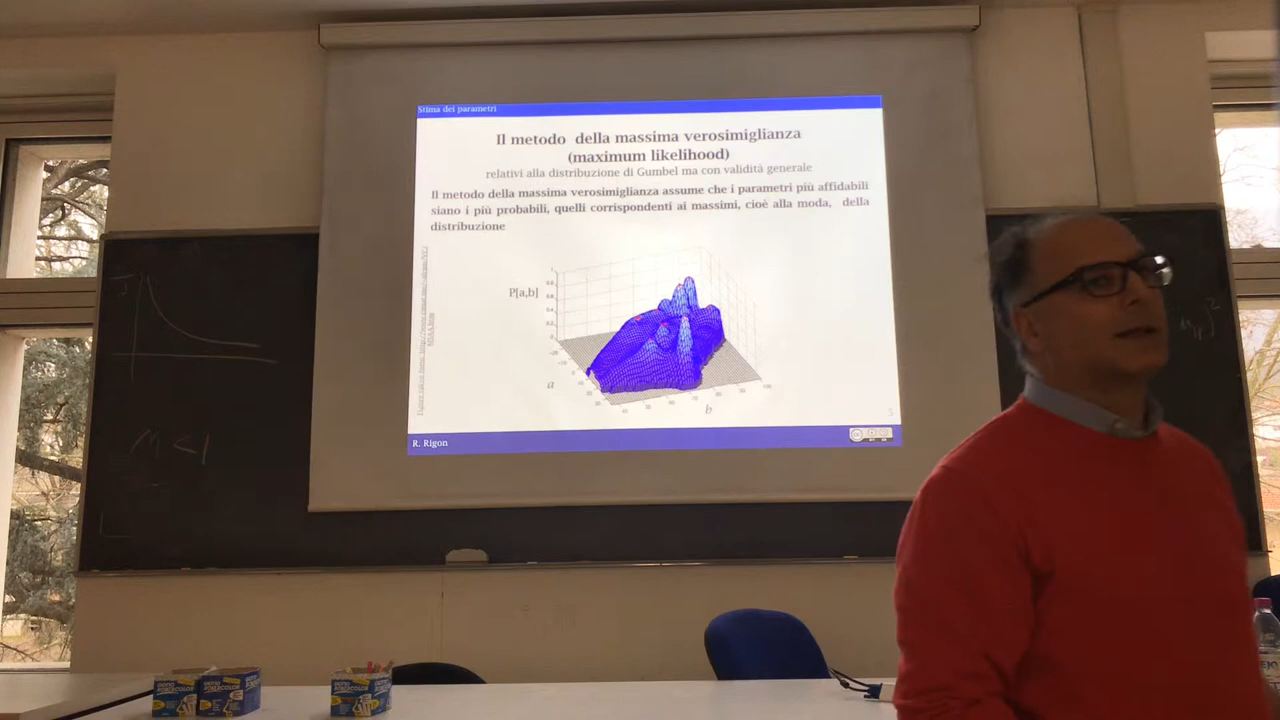 Stima dei parametri
Il metodo della massima verosimiglianza
(maximum likelihood)
relativi alla distribuzione di Gumbel ma con validità generale
Il metodo della massima verosimiglianza assume che i parametri più affidabili
siano i più probabili, quelli corrispondenti ai massimi, cioè alla moda, della
distribuzione
P[a,b]
a
b
5
R. Rigon
n < 1